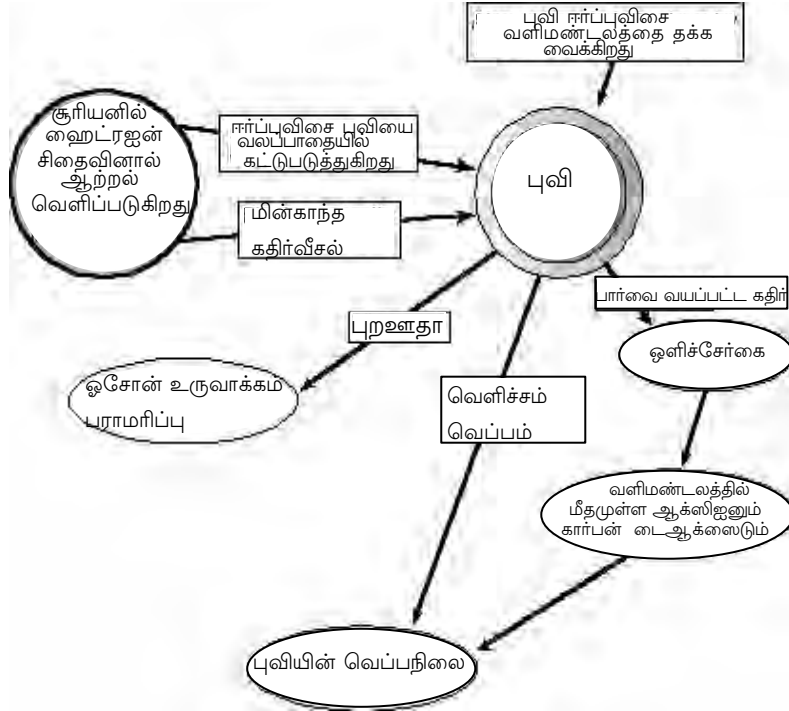 புவி ஈர்ப்புவிசை
வளிமண்டலத்தை தக்க
வைக்கிறது
சூரியனில்
ஹைட்ரஜன்
சிதைவினால்
ஆற்றல்
வெளிப்படுகிறது
ஈர்ப்புவிசை புவியை
வலப்பாதையில்
கட்டுபடுத்துகிறது
புவி
மின்காந்த
கதிர்வீசல்
பார்வை வயப்பட்ட கதிர்
புறஊதா
ஒளிச்சேர்கை
ஓசோன் உருவாக்கம்
பராமரிப்பு
வெளிச்சம்
வெப்பம்
வளிமண்டலத்தில்
மீதமுள்ள ஆக்ஸிஜனும்
கார்பன் டைஆக்ஸைடும்
புவியின் வெப்பநிலை